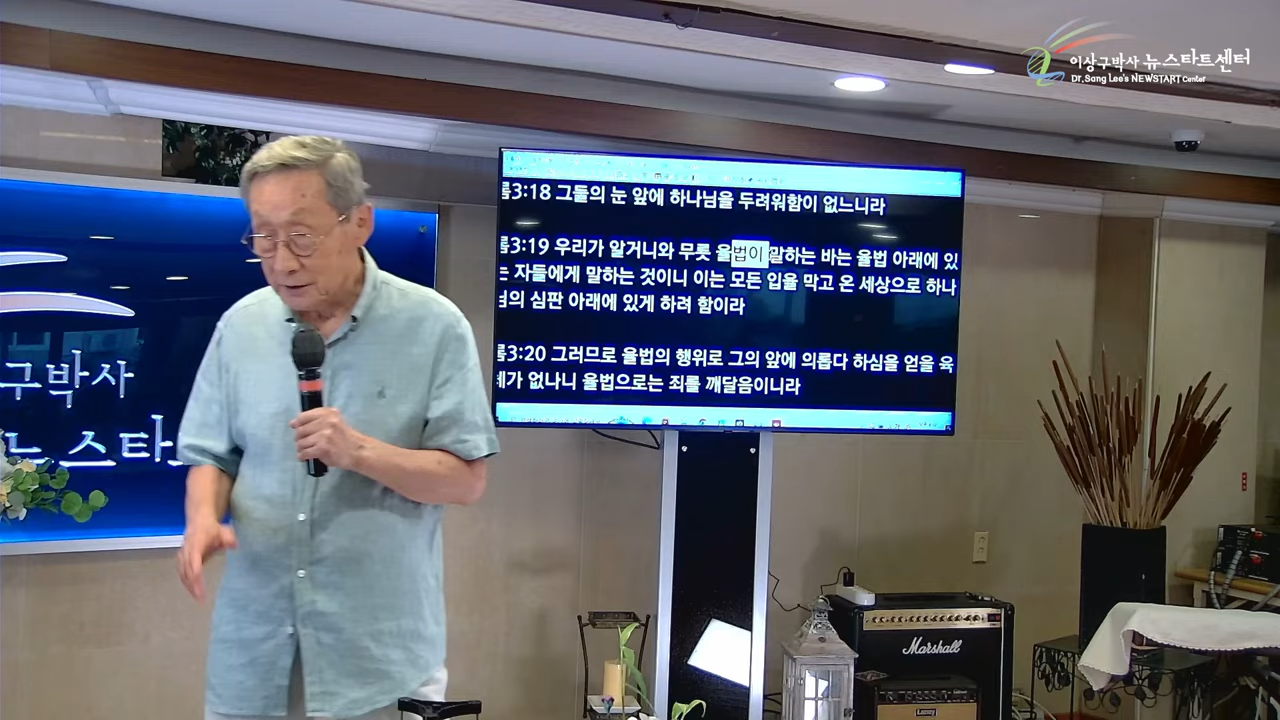 이상구박사 뉴스타트센터
Dr. Sang Lee's NEWSTART Center
롬3:18 그들의 눈 앞에 하나님을 두려워함이 없느니라
롬3:19 우리가 알거니와 무릇 율법이 말하는 바는 율법 아래에 있
는 자들에게 말하는 것이니 이는 모든 입을 막고 온 세상으로 하나
님의 심판 아래에 있게 하려 함이라
롬3:20 그러므로 율법의 행위로 그의 앞에 의롭다 하심을 얻을 육
체가 없나니 율법으로는 죄를 깨달음이니라
구박사
뉴스타트
Marshall
Laney